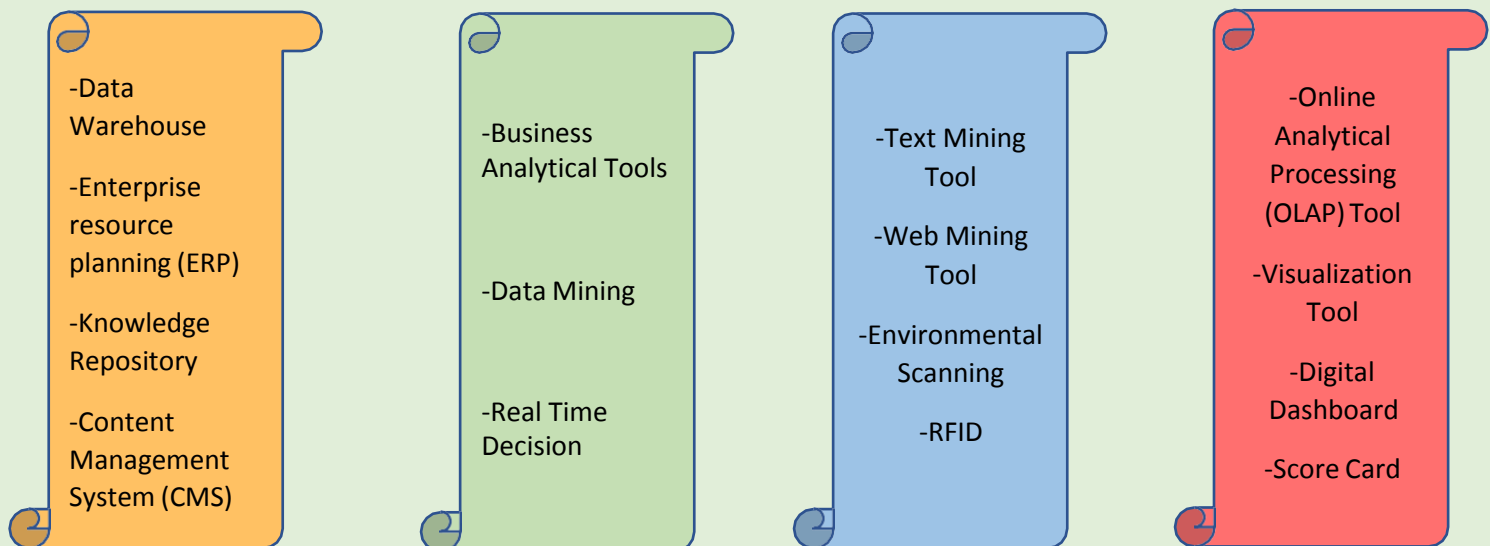 -Data
Warehouse
-Enterprise
resource
planning (ERP)
-Knowledge
Repository
-Content
Management
System (CMS)
-Business
Analytical Tools
-Data Mining
-Real Time
Decision
-Text Mining
Tool
-Web Mining
Tool
-Environmental
Scanning
-RFID
-Online
Analytical
Processing
(OLAP) Tool
-Visualization
Tool
-Digital
Dashboard
-Score Card